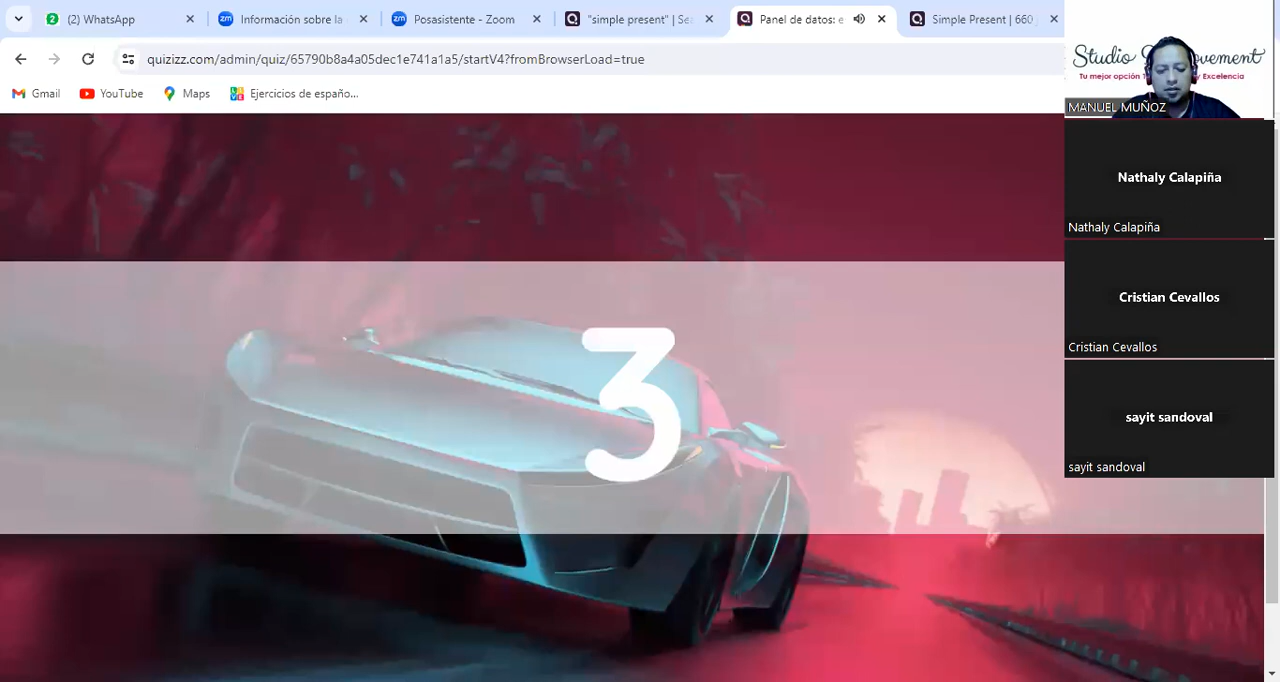 (2) WhatsApp
Información sobre la
Posasistente - Zoom
"simple present" | Se
Panel de datos: e
Simple Present | 660
quizizz.com/admin/quiz/65790b8a4a05dec1e741a1a5/startV4?fromBrowserLoad=true
Gmail
YouTube
Maps
Ejercicios de españo...
Studio
Tu mejor opción
Excelencia
MANUEL MUÑOZ
Nathaly Calapiña
Nathaly Calapiña
Cristian Cevallos
Cristian Cevallos
sayit sandoval
sayit sandoval
3